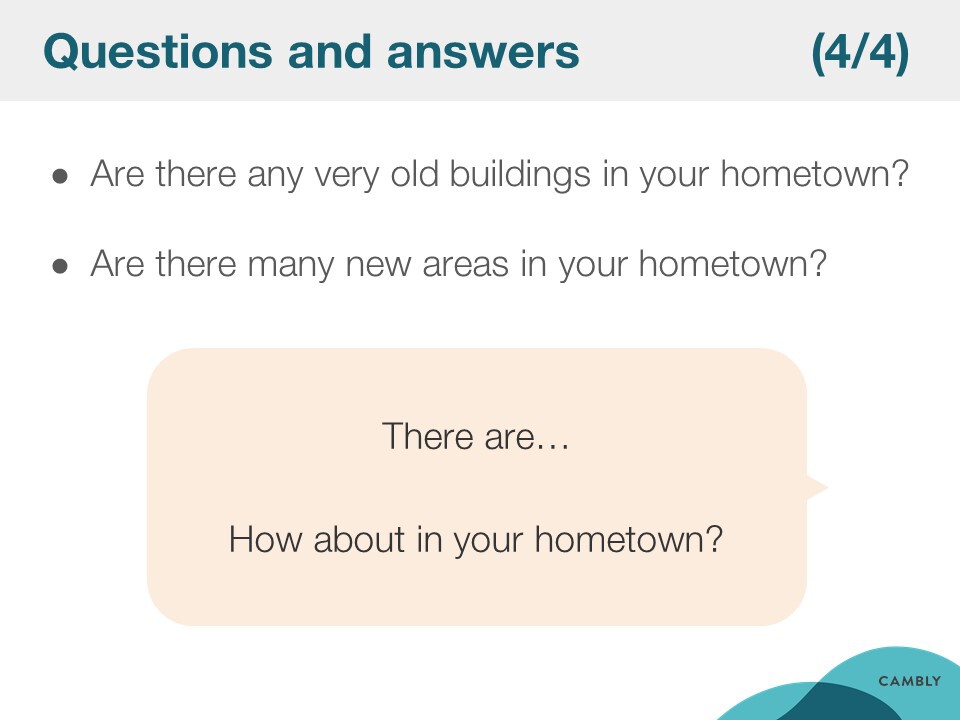 Questions and answers (4/4)
● Are there any very old buildings in your hometown?
● Are there many new areas in your hometown?
There are…
How about in your hometown?
CAMBLY